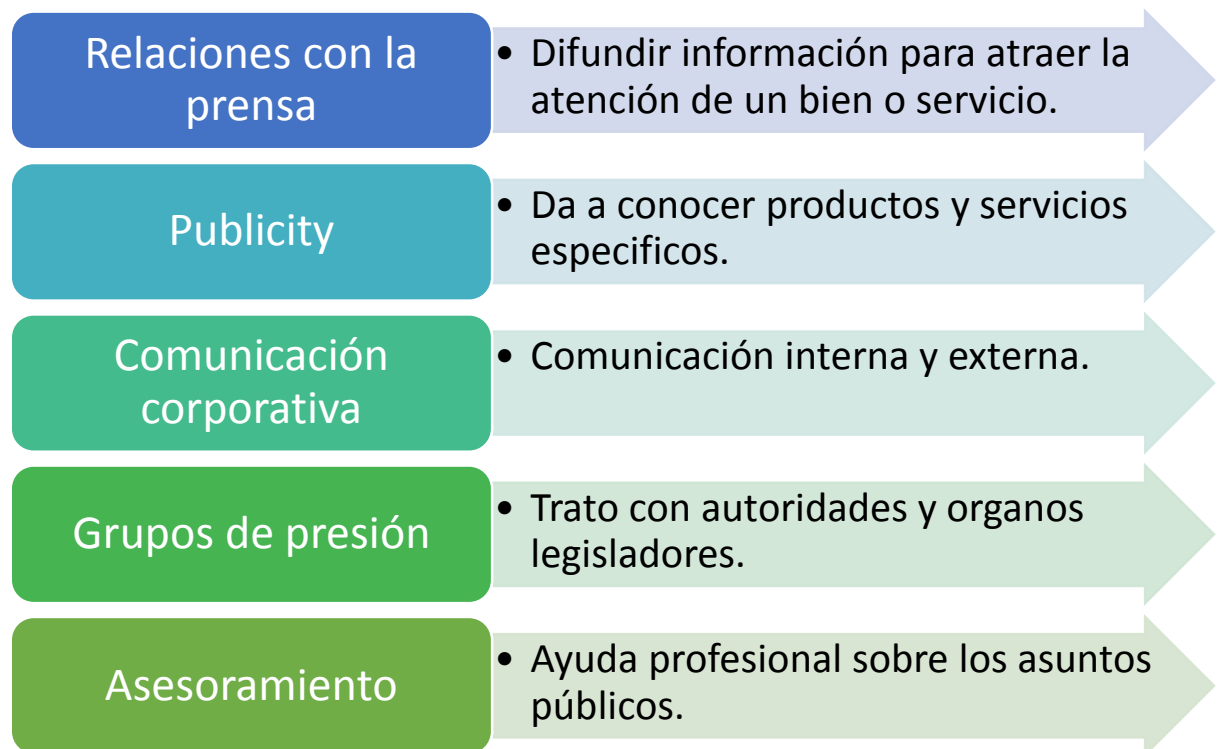 Relaciones con la
prensa
• Difundir información para atraer la
atención de un bien o servicio.
Publicity
• Da a conocer productos y servicios
especificos.
Comunicación
corporativa
• Comunicación interna y externa.
Grupos de presión
• Trato con autoridades y organos
legisladores.
Asesoramiento
• Ayuda profesional sobre los asuntos
públicos.